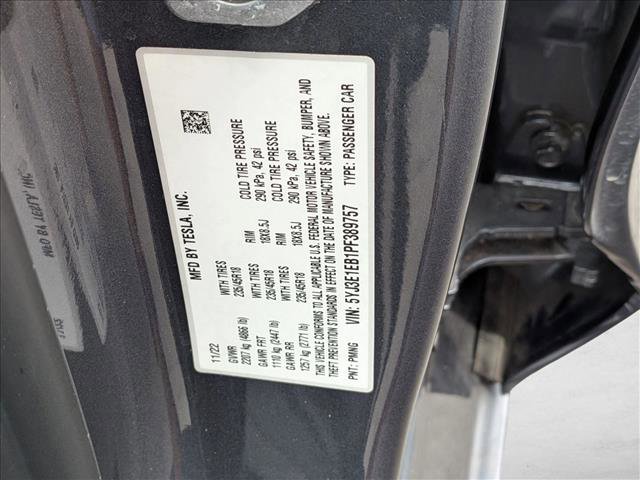 MFD BY TESLA, INC.
11/22
GVWR
2207 kg (4866 lb)
GAWR FRT WITH TIRES RIM COLD TIRE PRESSURE
1110 kg (2447 lb) 235/45R18 18X8.5J 290 kPa, 42 psi
GAWR RR WITH TIRES RIM COLD TIRE PRESSURE
1257 kg (2771 lb) 235/45R18 18X8.5J 290 kPa, 42 psi
THIS VEHICLE CONFORMS TO ALL APPLICABLE U.S. FEDERAL MOTOR VEHICLE SAFETY, BUMPER, AND
THEFT PREVENTION STANDARDS IN EFFECT ON THE DATE OF MANUFACTURE SHOWN ABOVE.
VIN: 5YJ3E1EB1PF389757 TYPE: PASSENGER CAR
PNT: PMNG